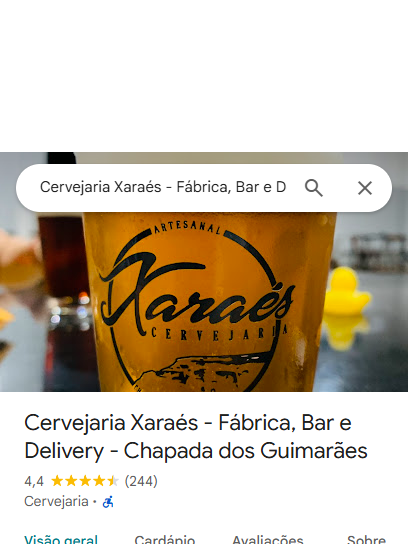 Cervejaria Xaraés - Fábrica, Bar e D
ARTESANAL
Xaraés
CERVEJARIA
Cervejaria Xaraés - Fábrica, Bar e
Delivery - Chapada dos Guimarães
4,4 (244)
Cervejaria ·
Visão geral Cardápio Avaliações Sobre